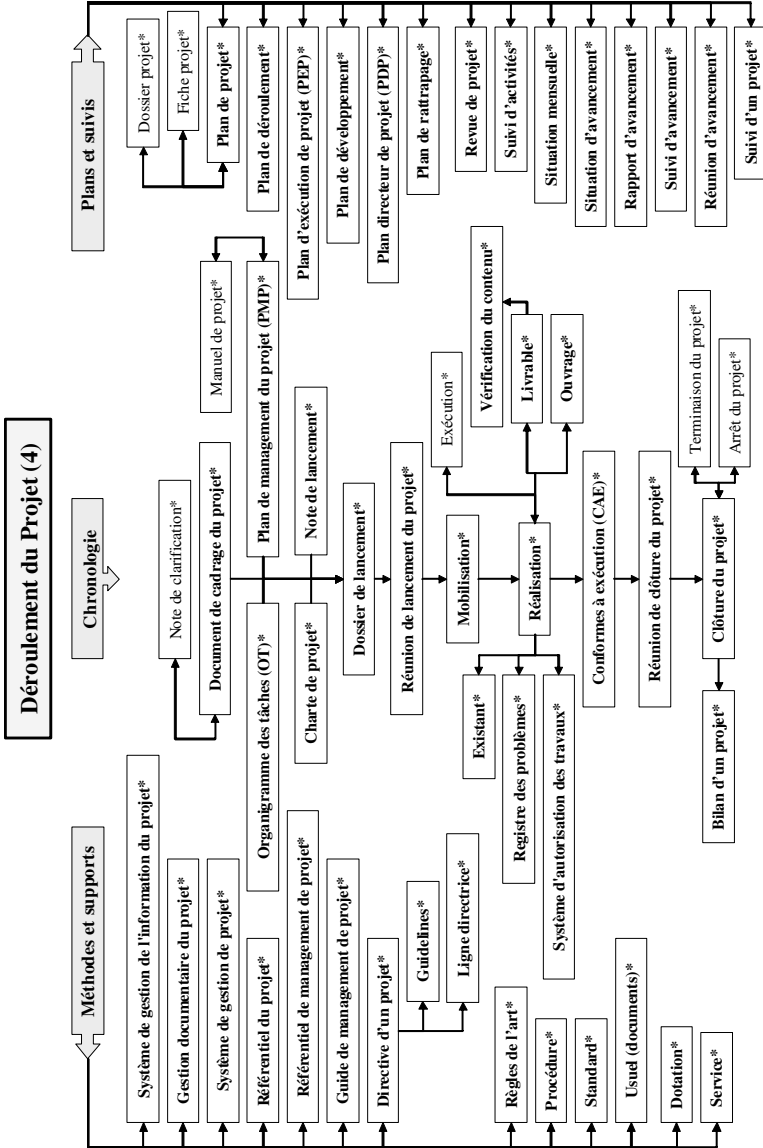 Déroulement du Projet (4)
Méthodes et supports
Chronologie
Plans et suivis
Système de gestion de l'information du projet*
Gestion documentaire du projet*
Système de gestion de projet*
Référentiel du projet*
Référentiel de management de projet*
Guide de management de projet*
Directive d'un projet*
Guidelines*
Ligne directrice*
Règles de l'art*
Procédure*
Standard*
Usuel (documents)*
Dotation*
Service*
Note de clarification*
Document de cadrage du projet*
Manuel de projet*
Organigramme des tâches (OT)*
Plan de management du projet (PMP)*
Charte de projet*
Note de lancement*
Dossier de lancement*
Réunion de lancement du projet*
Mobilisation*
Exécution*
Vérification du contenu*
Existant*
Registre des problèmes*
Système d'autorisation des travaux*
Réalisation*
Livrable*
Ouvrage*
Conformes à exécution (CAE)*
Réunion de clôture du projet*
Bilan d'un projet*
Clôture du projet*
Terminaison du projet*
Arrêt du projet*
Dossier projet*
Fiche projet*
Plan de projet*
Plan de déroulement*
Plan d'exécution de projet (PEP)*
Plan de développement*
Plan directeur de projet (PDP)*
Plan de rattrapage*
Revue de projet*
Suivi d'activités*
Situation mensuelle*
Situation d'avancement*
Rapport d'avancement*
Suivi d'avancement*
Réunion d'avancement*
Suivi d'un projet*